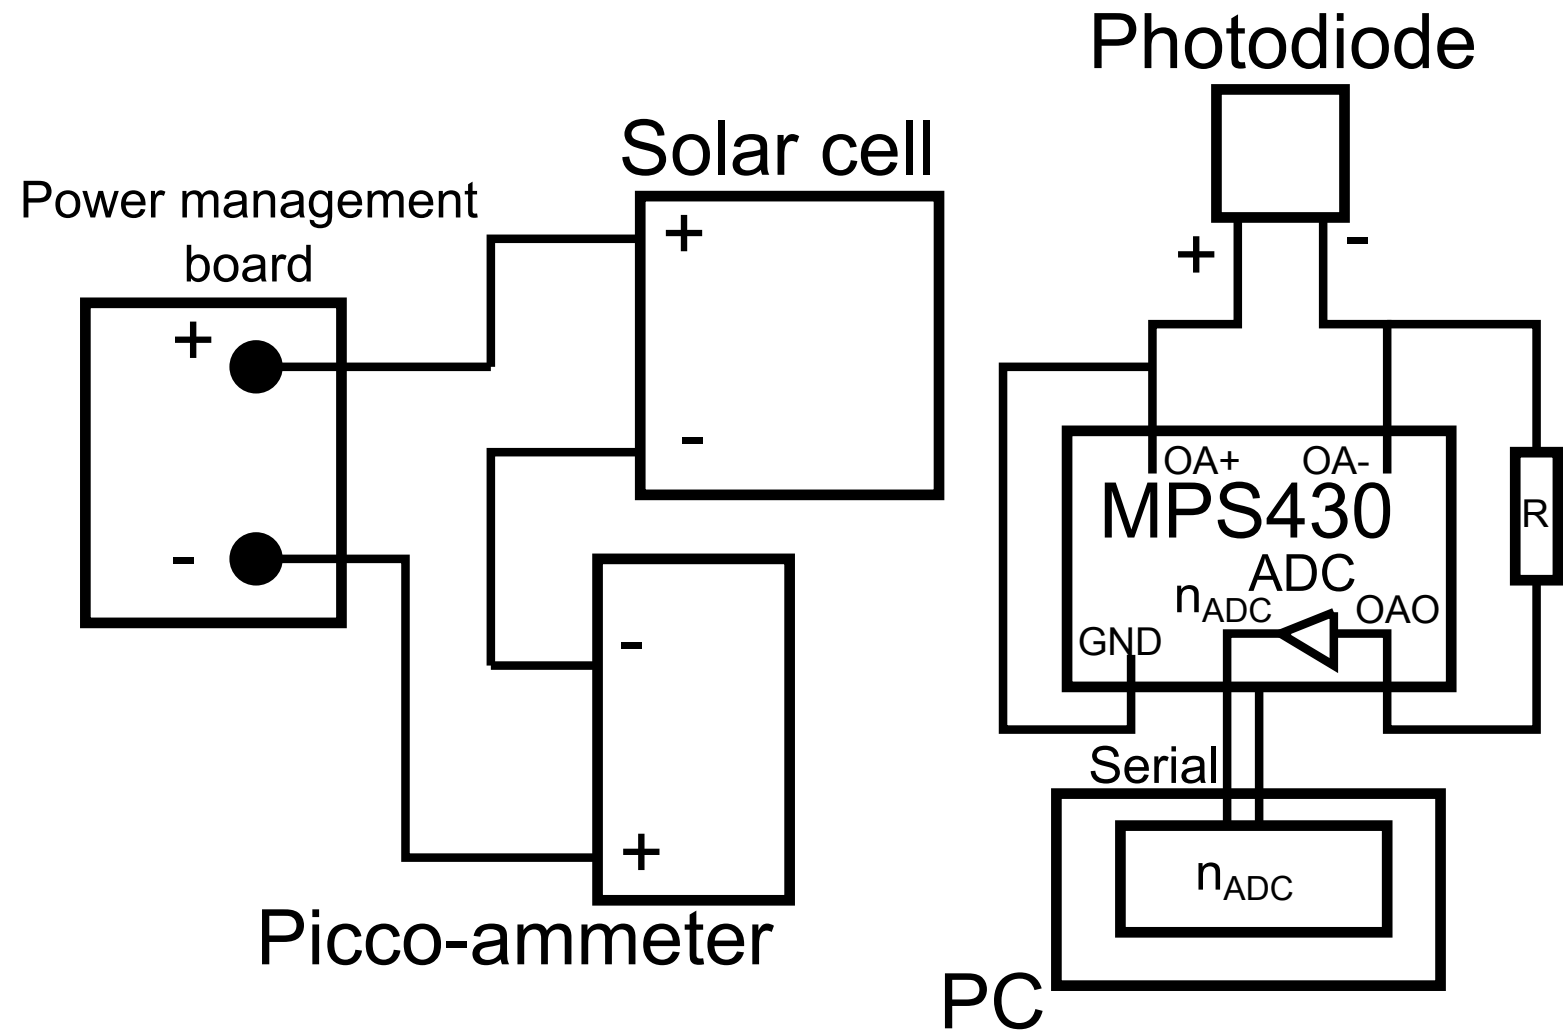 Photodiode
+
-
Solar cell
+
-
Power management
board
+
-
-
+
Picco-ammeter
OA+ OA-
MPS430
ADC
nADC
OAO
GND
R
Serial
nADC
PC